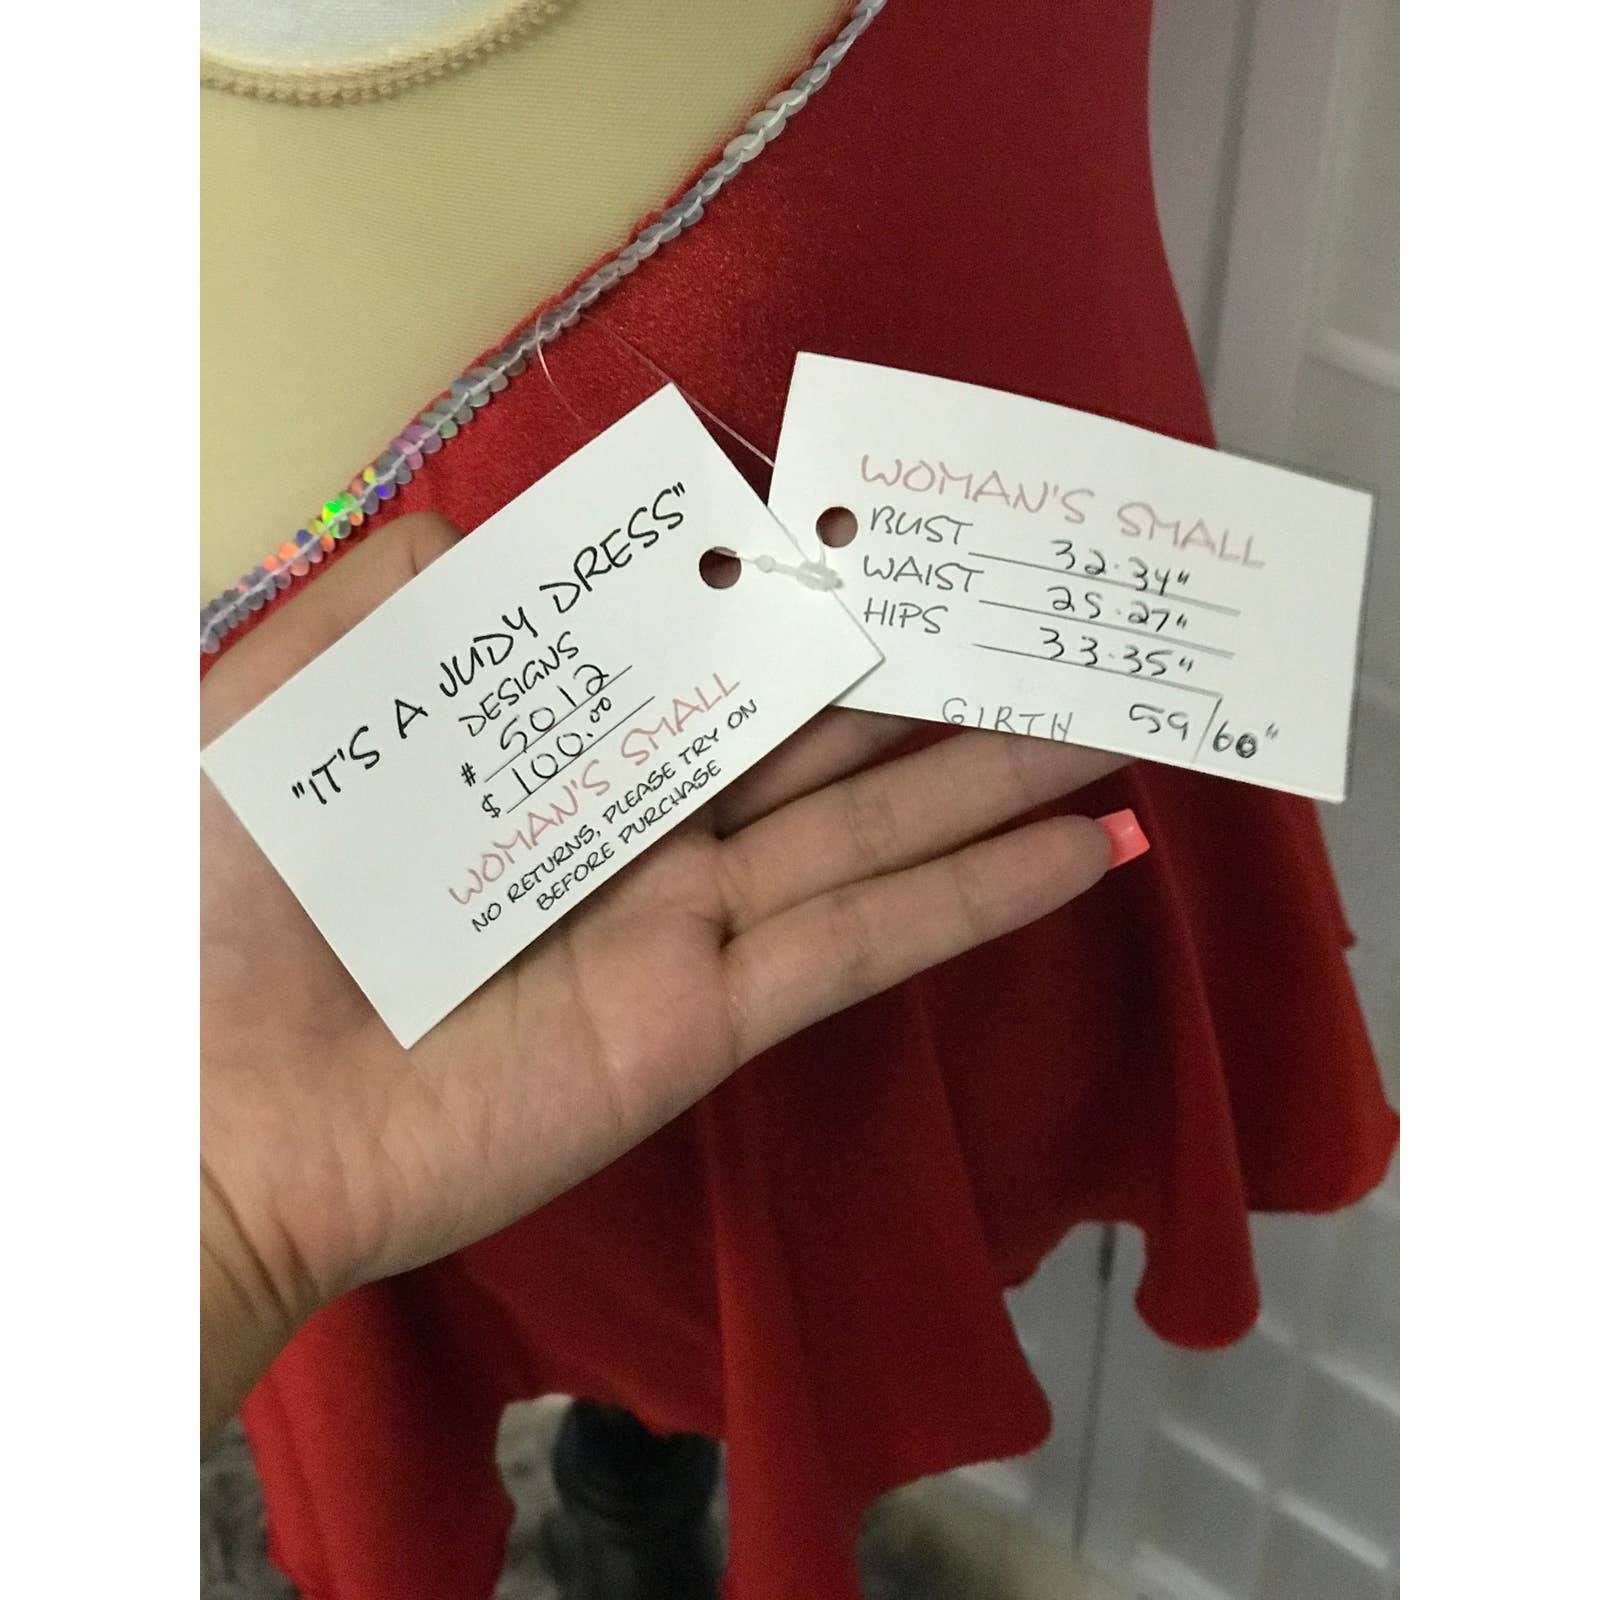 "IT'S A JUDY DRESS"
DESIGNS
# 5012
$ 100.00
WOMAN'S SMALL
NO RETURNS, PLEASE TRY ON
BEFORE PURCHASE
WOMAN'S SMALL
BUST 32-34"
WAIST 25-27"
HIPS 33-35"
GIRTH 59/60"